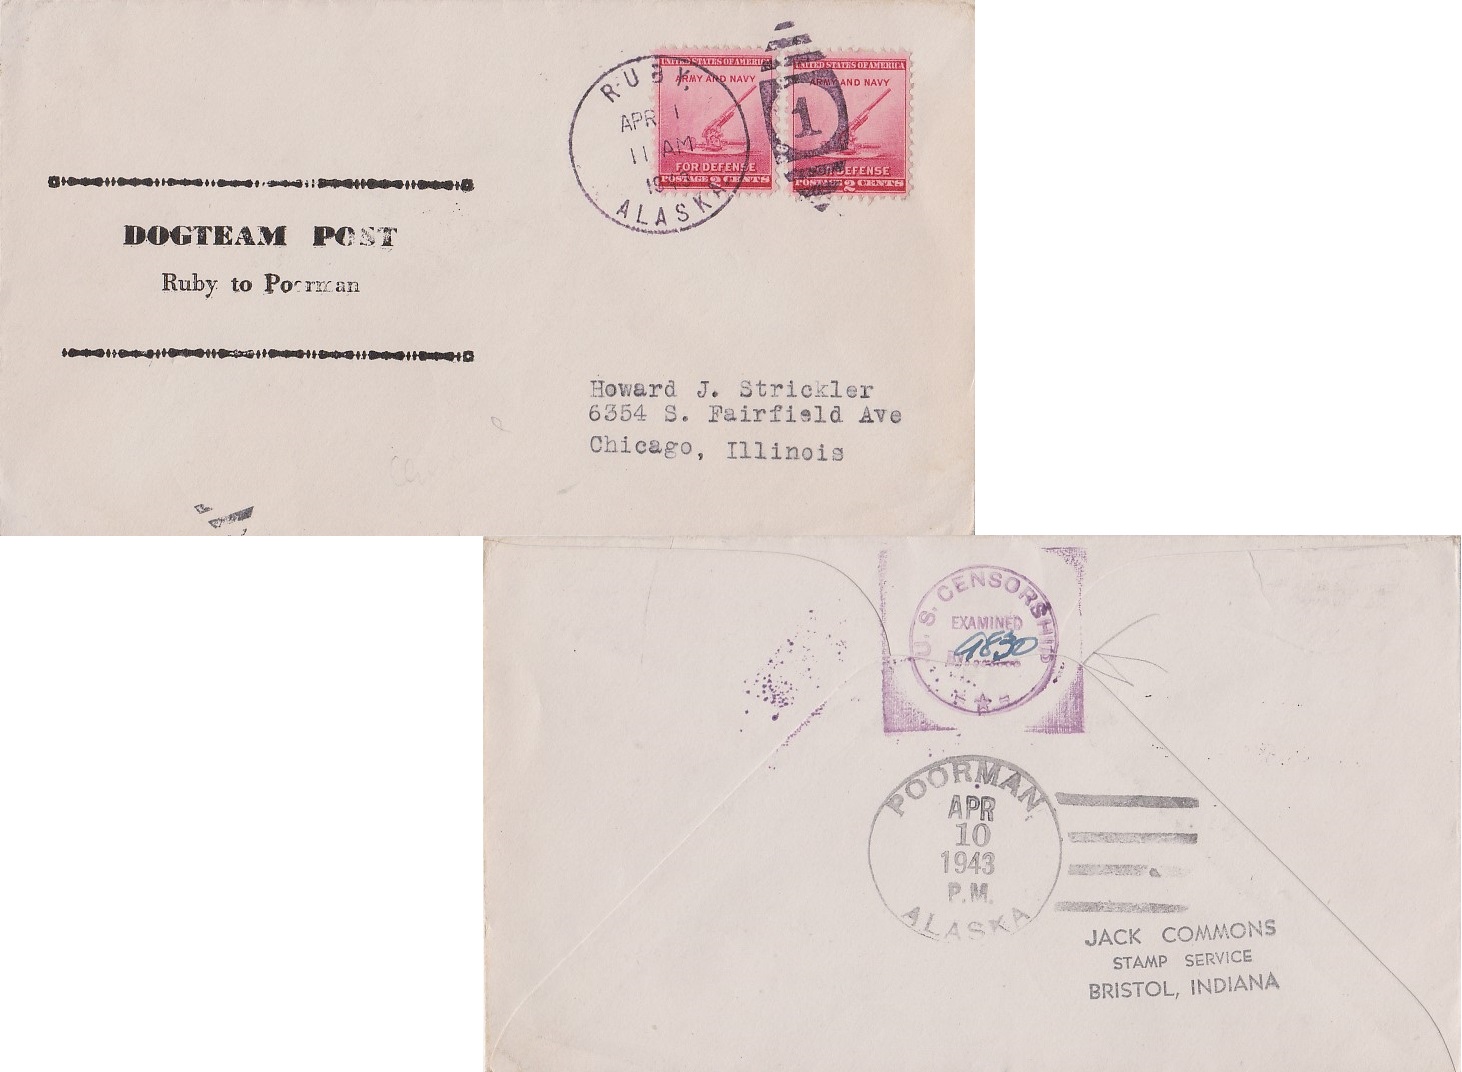 RUBY,
APR 1
11 AM
ALASKA
UNITED STATES OF AMERICA
ARMY AND NAVY
FOR DEFENSE
POSTAGE 2 CENTS
1
UNITED STATES OF AMERICA
ARMY AND NAVY
DEFENSE
POSTAGE 2 CENTS
DOGTEAM POST
Ruby to Poorman
Howard J. Strickler
6354 S. Fairfield Ave
Chicago, Illinois
U. S. CENSORSHIP
EXAMINED
9830
BY
POORMAN,
APR
10
1943
P.M.
ALASKA
JACK COMMONS
STAMP SERVICE
BRISTOL, INDIANA